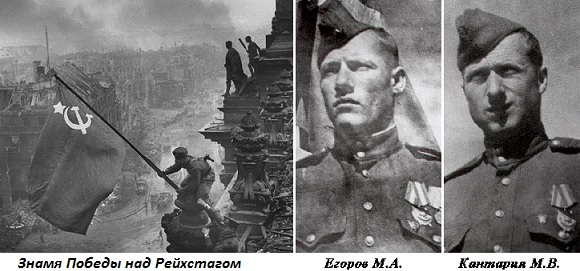 Знамя Победы над Рейхстагом
Егоров М.А.
Кантария М.В.